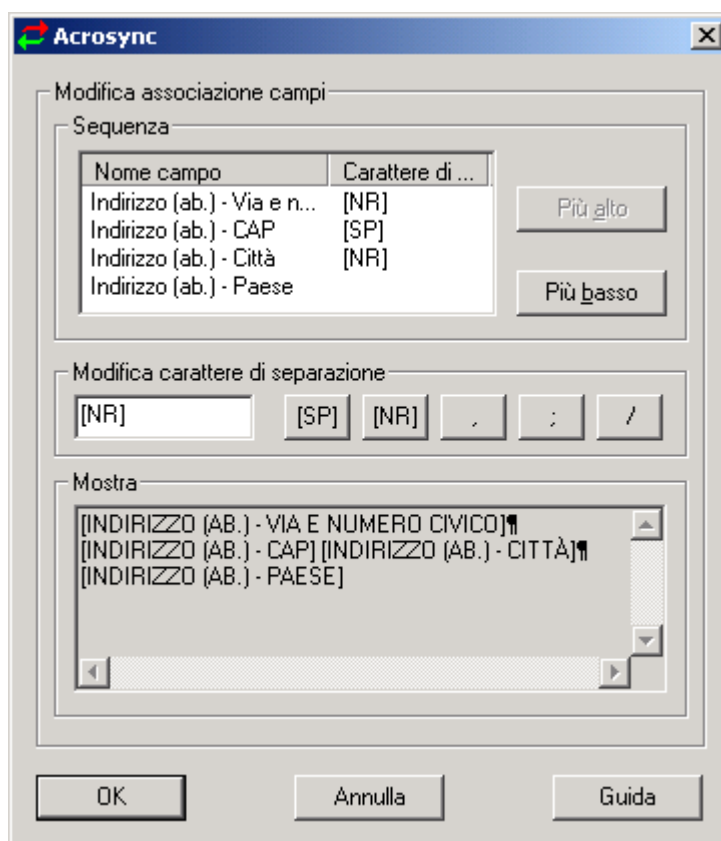 Acrosync
Modifica associazione campi
Sequenza
Nome campo Carattere di ...
Indirizzo (ab.) - Via e n... [NR]
Indirizzo (ab.) - CAP [SP]
Indirizzo (ab.) - Città [NR]
Indirizzo (ab.) - Paese
Più alto
Più basso
Modifica carattere di separazione
[NR] [SP] [NR] , ; /
Mostra
[INDIRIZZO (AB.) - VIA E NUMERO CIVICO]¶
[INDIRIZZO (AB.) - CAP] [INDIRIZZO (AB.) - CITTÀ]¶
[INDIRIZZO (AB.) - PAESE]
OK Annulla Guida